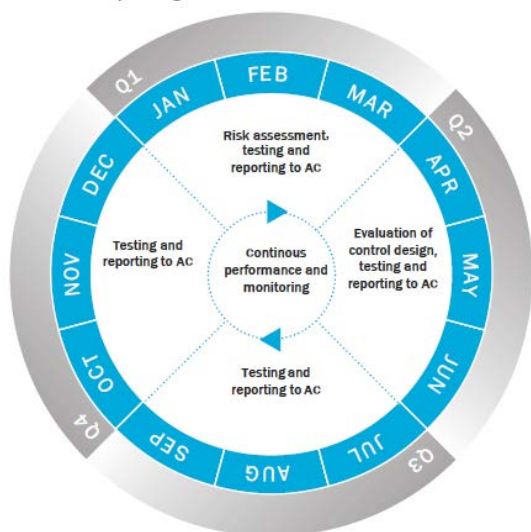 Q1
JAN
FEB
MAR
Q2
APR
MAY
JUN
Q3
JUL
AUG
SEP
Q4
OCT
NOV
DEC
Risk assessment,
testing and
reporting to AC
Evaluation of
control design,
testing and
reporting to AC
Testing and
reporting to AC
Testing and
reporting to AC
Continous
performance and
monitoring